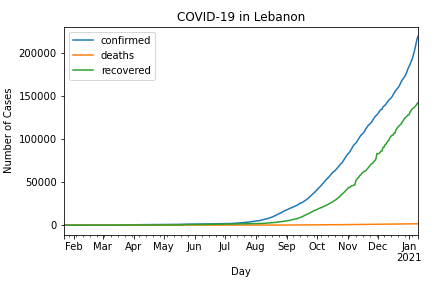 COVID-19 in Lebanon
confirmed
deaths
recovered
Number of Cases
200000
150000
100000
50000
0
Feb Mar Apr May Jun Jul Aug Sep Oct Nov Dec Jan
2021
Day